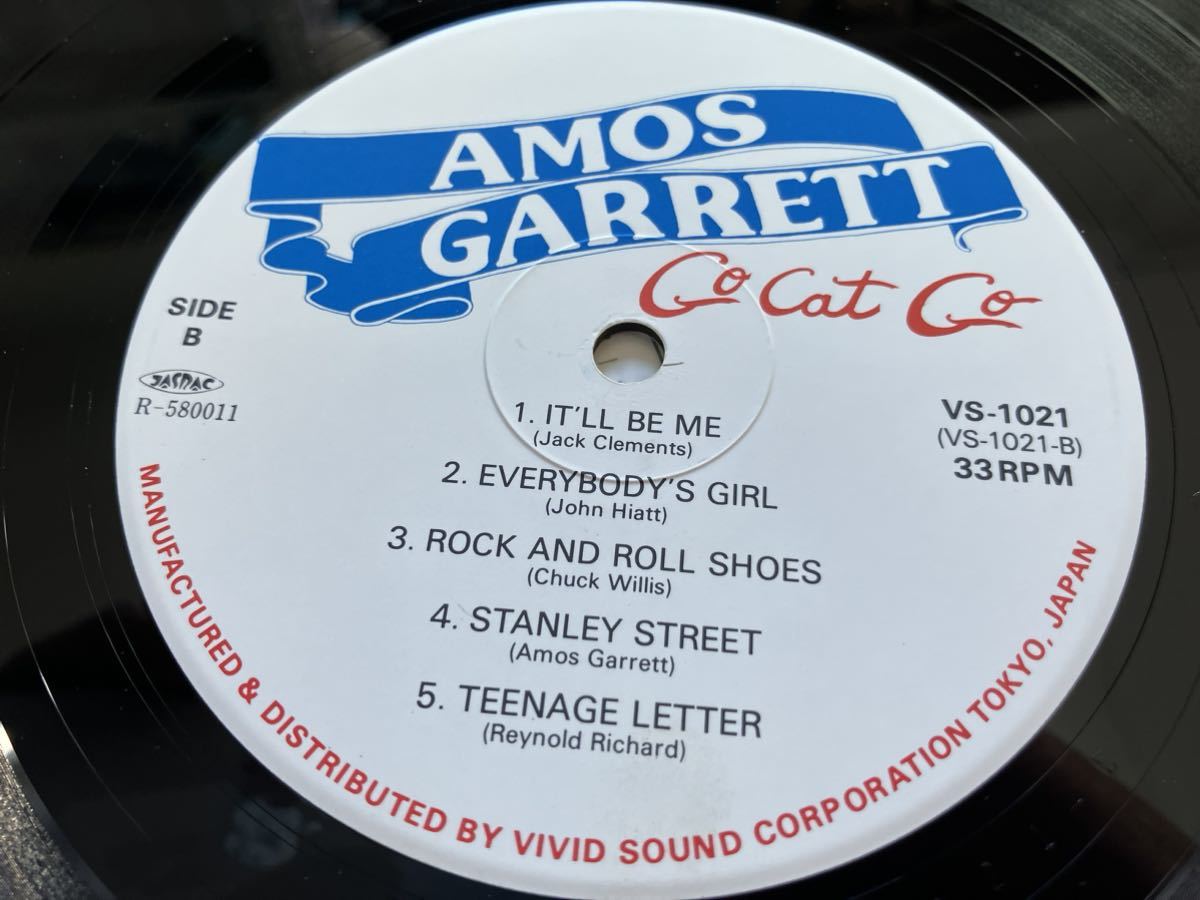 AMOS
GARRETT
Go Cat Go
SIDE
B
JASRAC
R-580011
VS-1021
(VS-1021-B)
33RPM
1. IT'LL BE ME
(Jack Clements)
2. EVERYBODY'S GIRL
(John Hiatt)
3. ROCK AND ROLL SHOES
(Chuck Willis)
4. STANLEY STREET
(Amos Garrett)
5. TEENAGE LETTER
(Reynold Richard)
MANUFACTURED & DISTRIBUTED BY VIVID SOUND CORPORATION TOKYO, JAPAN